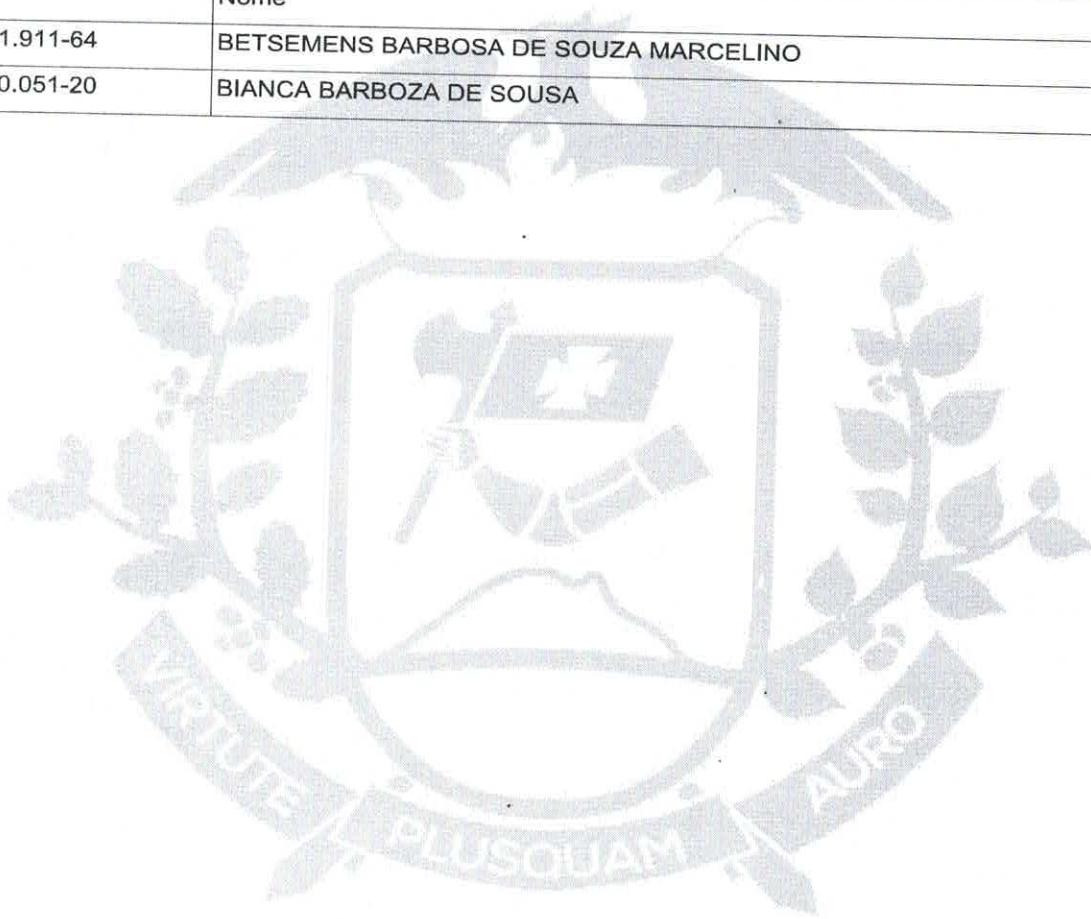 Nome
1.911-64 BETSEMENS BARBOSA DE SOUZA MARCELINO
0.051-20 BIANCA BARBOZA DE SOUSA
VIRTUTE PLUSQUAM AURO